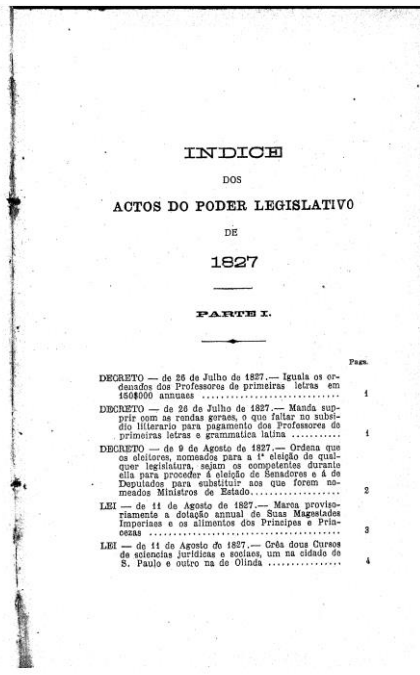 INDICE
DOS
ACTOS DO PODER LEGISLATIVO
DE
1827
PARTE I.
Pags.
DECRETO — de 26 de Julho de 1827.— Iguala os or-
denados dos Professores de primeiras letras em
150$000 annuaes .............................. 1
DECRETO — de 26 de Julho de 1827.— Manda sup-
prir com as rendas geraes, o que faltar no subsi-
dio litterario para pagamento dos Professores de
primeiras letras e grammatica latina ........... 1
DECRETO — de 9 de Agosto de 1827.— Ordena que
os eleitores, nomeados para a 1ª eleição de qual-
quer legislatura, sejam os competentes durante
ella para proceder á eleição de Senadores e á de
Deputados para substituir aos que forem no-
meados Ministros de Estado.................. 2
LEI — de 11 de Agosto de 1827.— Marca proviso-
riamente a dotação annual de Suas Magestades
Imperiaes e os alimentos dos Principes e Prin-
cezas ...................................... 3
LEI — de 11 de Agosto de 1827.— Crêa dous Cursos
de sciencias juridicas e sociaes, um na cidade de
S. Paulo e outro na de Olinda ................ 4